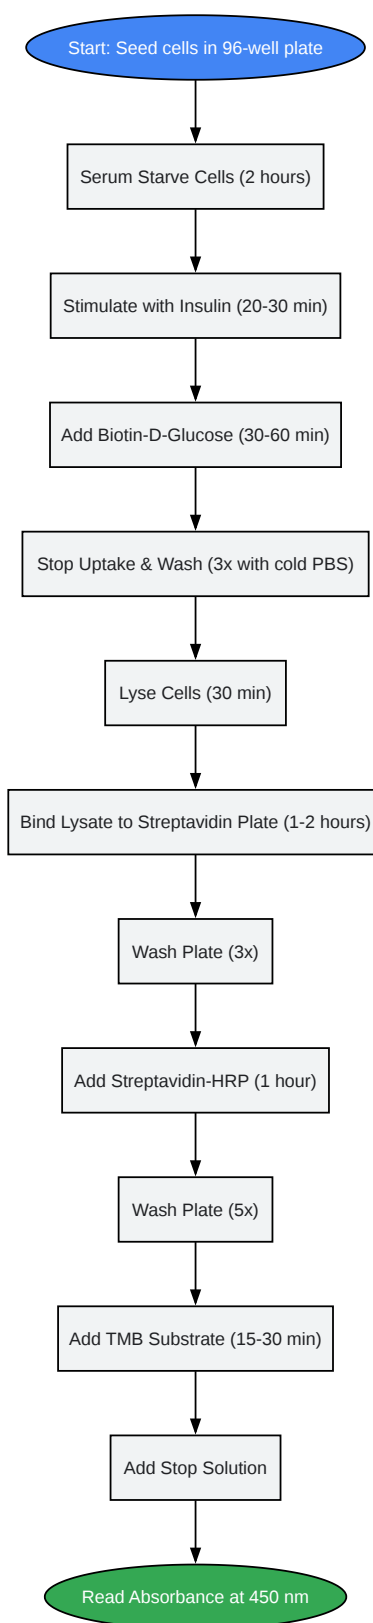 Start: Seed cells in 96-well plate
Serum Starve Cells (2 hours)
Stimulate with Insulin (20-30 min)
Add Biotin-D-Glucose (30-60 min)
Stop Uptake & Wash (3x with cold PBS)
Lyse Cells (30 min)
Bind Lysate to Streptavidin Plate (1-2 hours)
Wash Plate (3x)
Add Streptavidin-HRP (1 hour)
Wash Plate (5x)
Add TMB Substrate (15-30 min)
Add Stop Solution
Read Absorbance at 450 nm